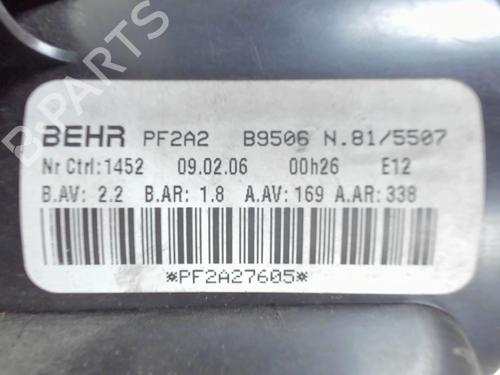 B-PARTS
BEHR PF2A2 B9506 N.81/5507
Nr Ctrl:1452 09.02.06 00h26 E12
B.AV: 2.2 B.AR: 1.8 A.AV: 169 A.AR: 338
*PF2A27605*